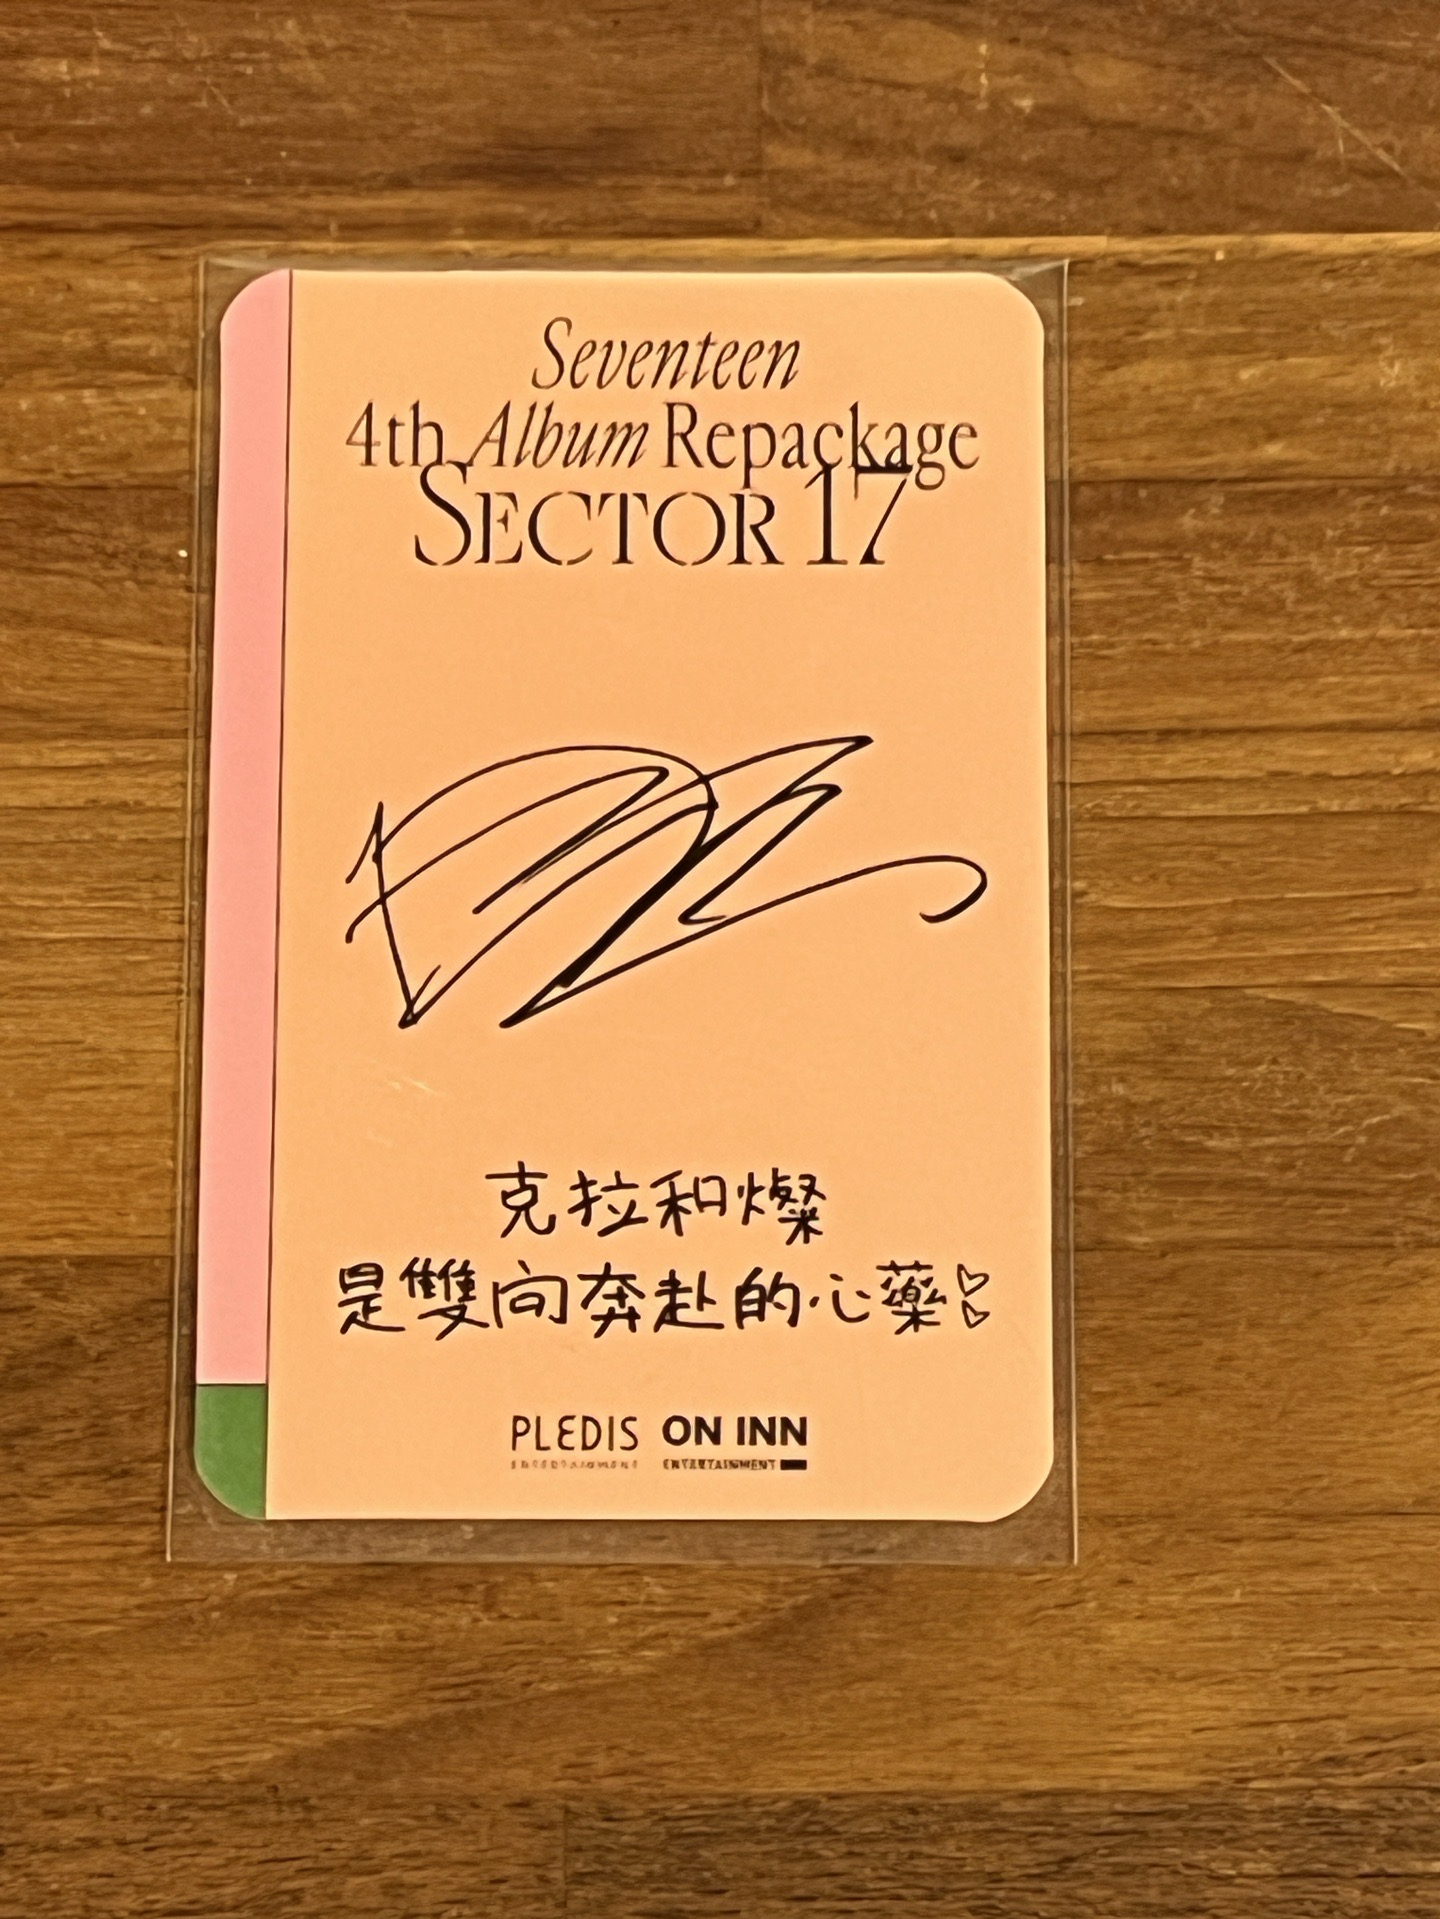 Seventeen
4th Album Repackage
SECTOR 17
克拉和燦
是雙向奔赴的心藥
PLEDIS ON INN
ENTERTAINMENT ENTERTAINMENT